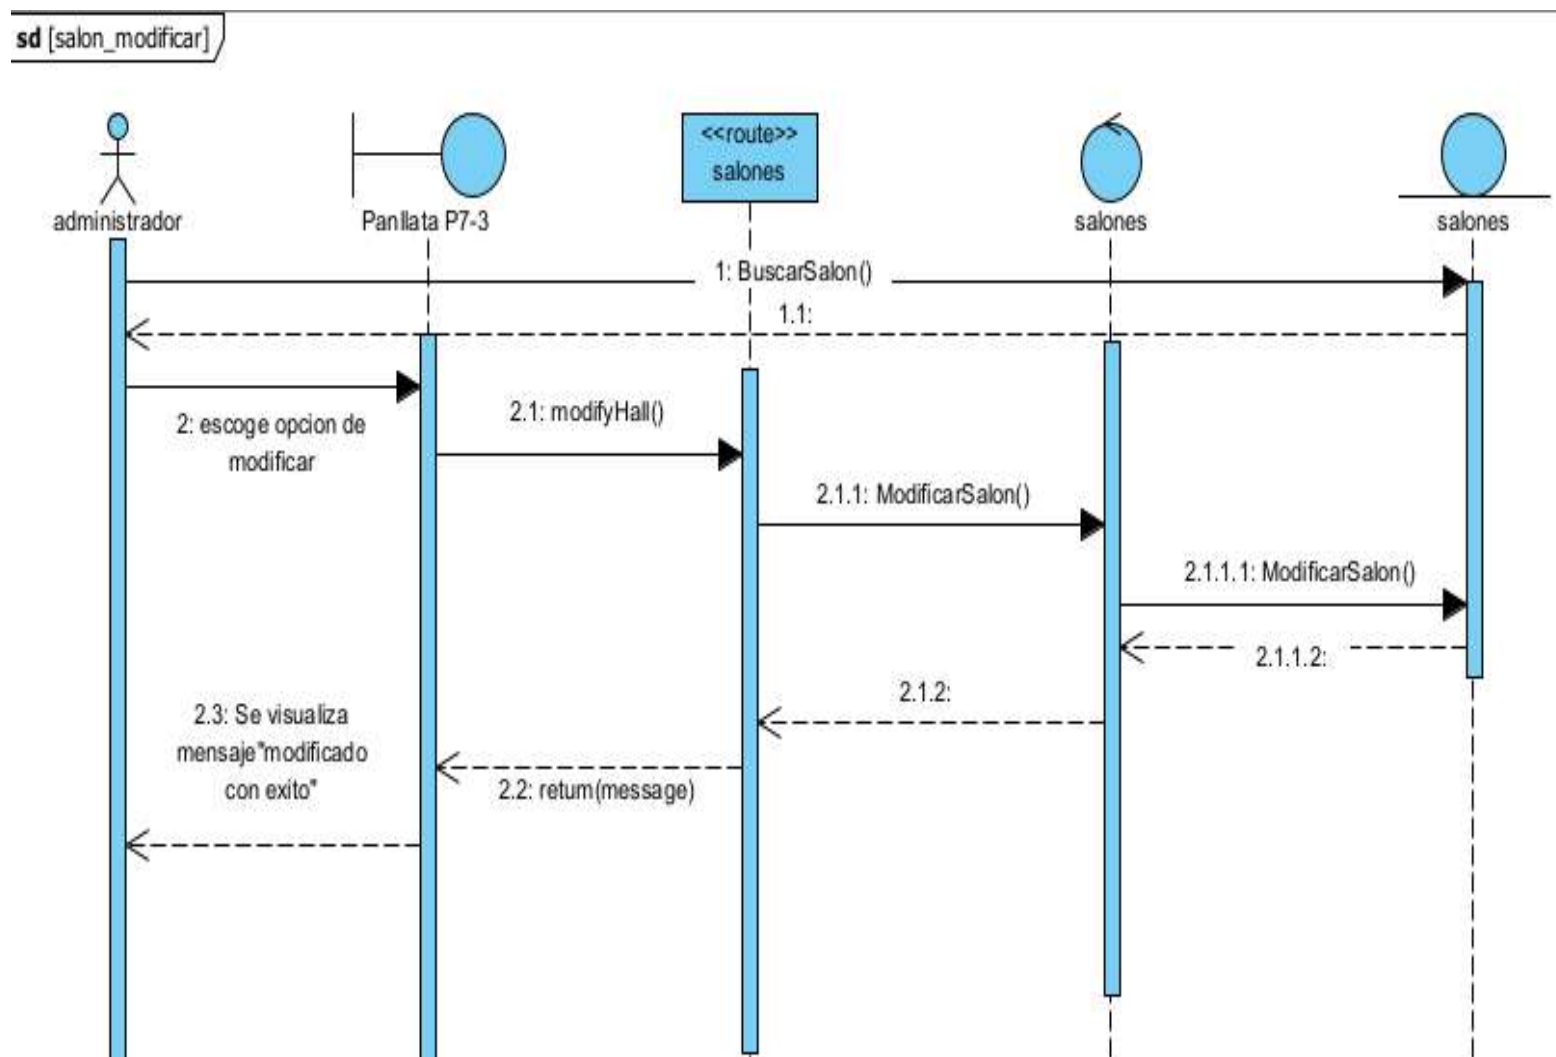 sd [salon_modificar]
<<route>>
salones
administrador
Panllata P7-3
salones
salones
1: BuscarSalon()
1.1:
2: escoge opcion de
modificar
2.1: modifyHall()
2.1.1: ModificarSalon()
2.1.1.1: ModificarSalon()
2.1.1.2:
2.1.2:
2.3: Se visualiza
mensaje"modificado
con exito"
2.2: return(message)